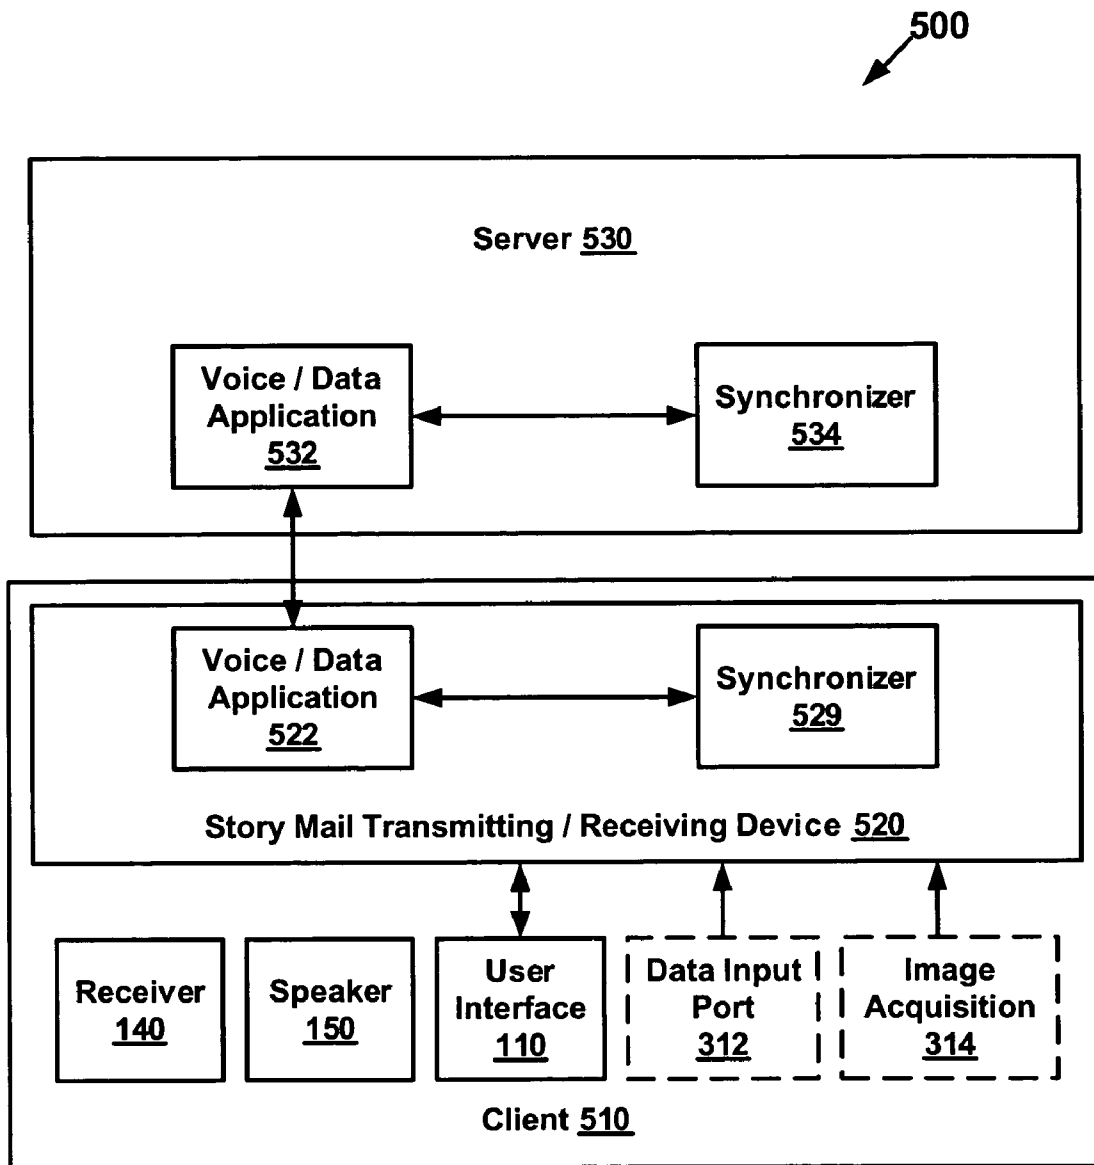 500
Server 530
Voice / Data
Application
532
Synchronizer
534
Voice / Data
Application
522
Synchronizer
529
Story Mail Transmitting / Receiving Device 520
Receiver
140
Speaker
150
User
Interface
110
Data Input
Port
312
Image
Acquisition
314
Client 510